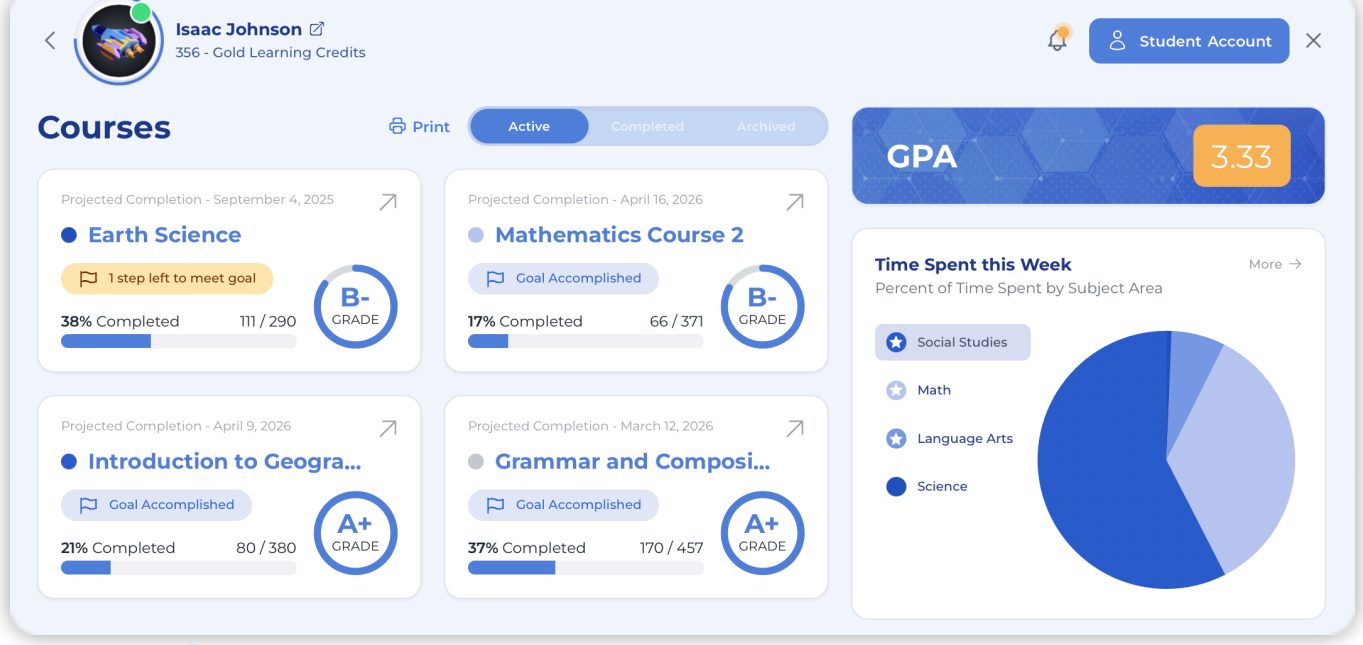 Isaac Johnson
356 - Gold Learning Credits
Student Account
Courses
Print
Active
Completed
Archived
Projected Completion - September 4, 2025
Earth Science
1 step left to meet goal
38% Completed
111 / 290
B-
GRADE
Projected Completion - April 16, 2026
Mathematics Course 2
Goal Accomplished
17% Completed
66 / 371
B-
GRADE
Projected Completion - April 9, 2026
Introduction to Geogra...
Goal Accomplished
21% Completed
80 / 380
A+
GRADE
Projected Completion - March 12, 2026
Grammar and Composi...
Goal Accomplished
37% Completed
170 / 457
A+
GRADE
GPA
3.33
Time Spent this Week
More
Percent of Time Spent by Subject Area
Social Studies
Math
Language Arts
Science